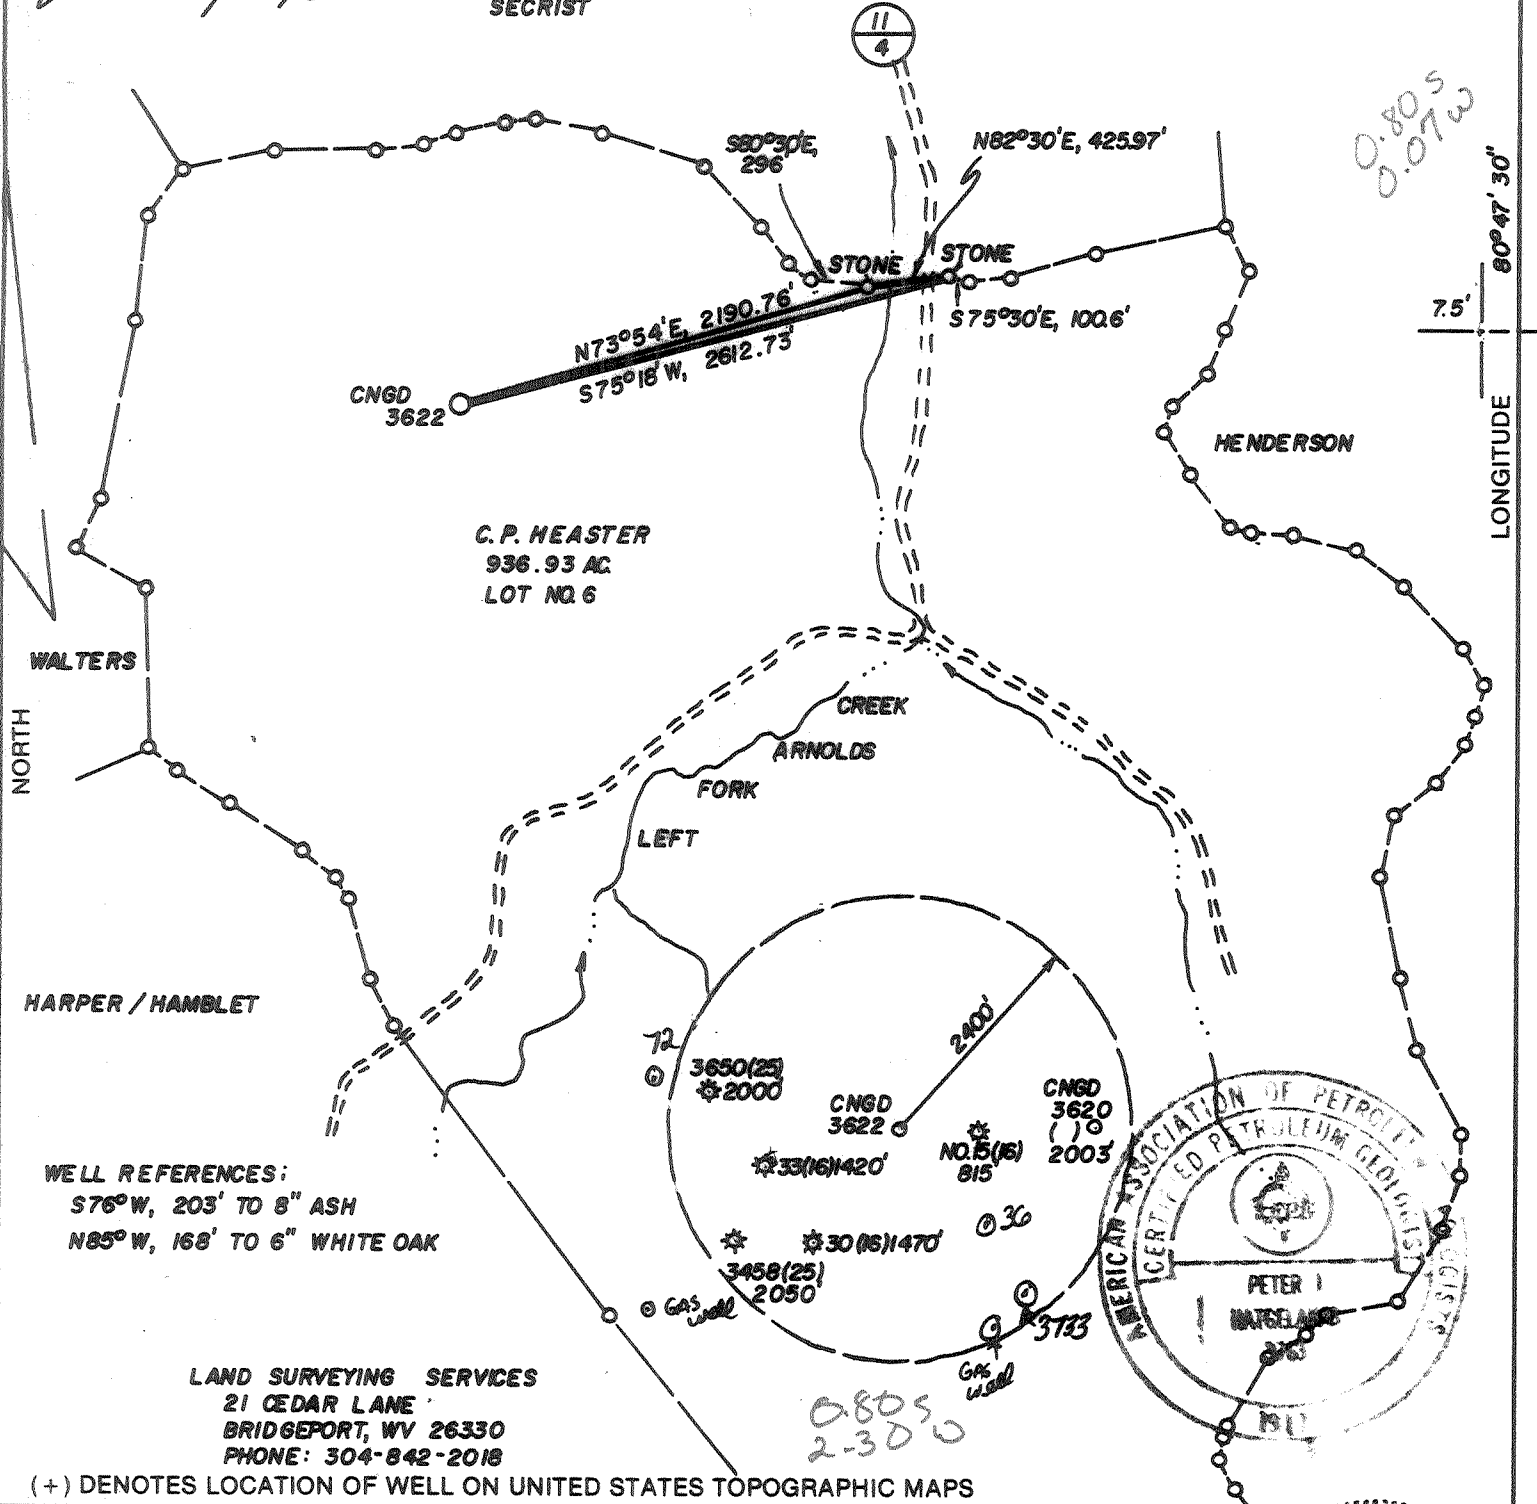 SECRIST
11
4
0.80 S
0.07 W
S80°30'E,
296'
N82°30'E, 425.97'
80°47' 30"
STONE
STONE
7.5'
N73°54'E, 2190.76'
S75°18'W, 2612.73'
S75°30'E, 100.6'
CNGD
3622
LONGITUDE
HENDERSON
C.P. HEASTER
936.93 AC.
LOT NO. 6
WALTERS
NORTH
CREEK
ARNOLDS
FORK
LEFT
HARPER / HAMBLET
2400'
72
3650(25)
2000'
CNGD
3622
CNGD
3620
( )
2003'
NO.15(16)
815'
33(16)1420'
36
30(16)1470'
3458(25)
2050'
GAS
well
3733
GAS
well
WELL REFERENCES:
S76°W, 203' TO 8" ASH
N85°W, 168' TO 6" WHITE OAK
AMERICAN ASSOCIATION OF PETROLEUM GEOLOGISTS
CERTIFIED PETROLEUM GEOLOGIST
PETER
LAND SURVEYING SERVICES
21 CEDAR LANE
BRIDGEPORT, WV 26330
PHONE: 304-842-2018
0.80 S
2.30 W
(+) DENOTES LOCATION OF WELL ON UNITED STATES TOPOGRAPHIC MAPS